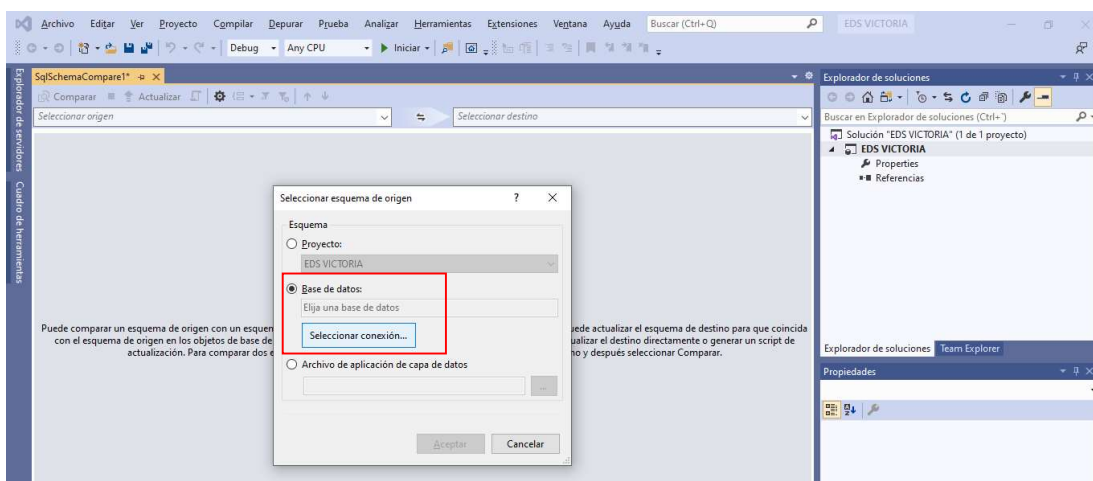 Archivo Editar Ver Proyecto Compilar Depurar Prueba Analizar Herramientas Extensiones Ventana Ayuda Buscar (Ctrl+Q) EDS VICTORIA
Debug Any CPU Iniciar
Explorador de servidores
Cuadro de herramientas
SqlSchemaCompare1*
Comparar Actualizar
Seleccionar origen Seleccionar destino
Seleccionar esquema de origen ? X
Esquema
Proyecto:
EDS VICTORIA
Base de datos:
Elija una base de datos
Seleccionar conexión...
Archivo de aplicación de capa de datos
...
Aceptar Cancelar
Puede comparar un esquema de origen con un esquem uede actualizar el esquema de destino para que coincida
con el esquema de origen en los objetos de base de ualizar el destino directamente o generar un script de
actualización. Para comparar dos e no y después seleccionar Comparar.
Explorador de soluciones
Buscar en Explorador de soluciones (Ctrl+¨)
Solución "EDS VICTORIA" (1 de 1 proyecto)
EDS VICTORIA
Properties
Referencias
Explorador de soluciones Team Explorer
Propiedades